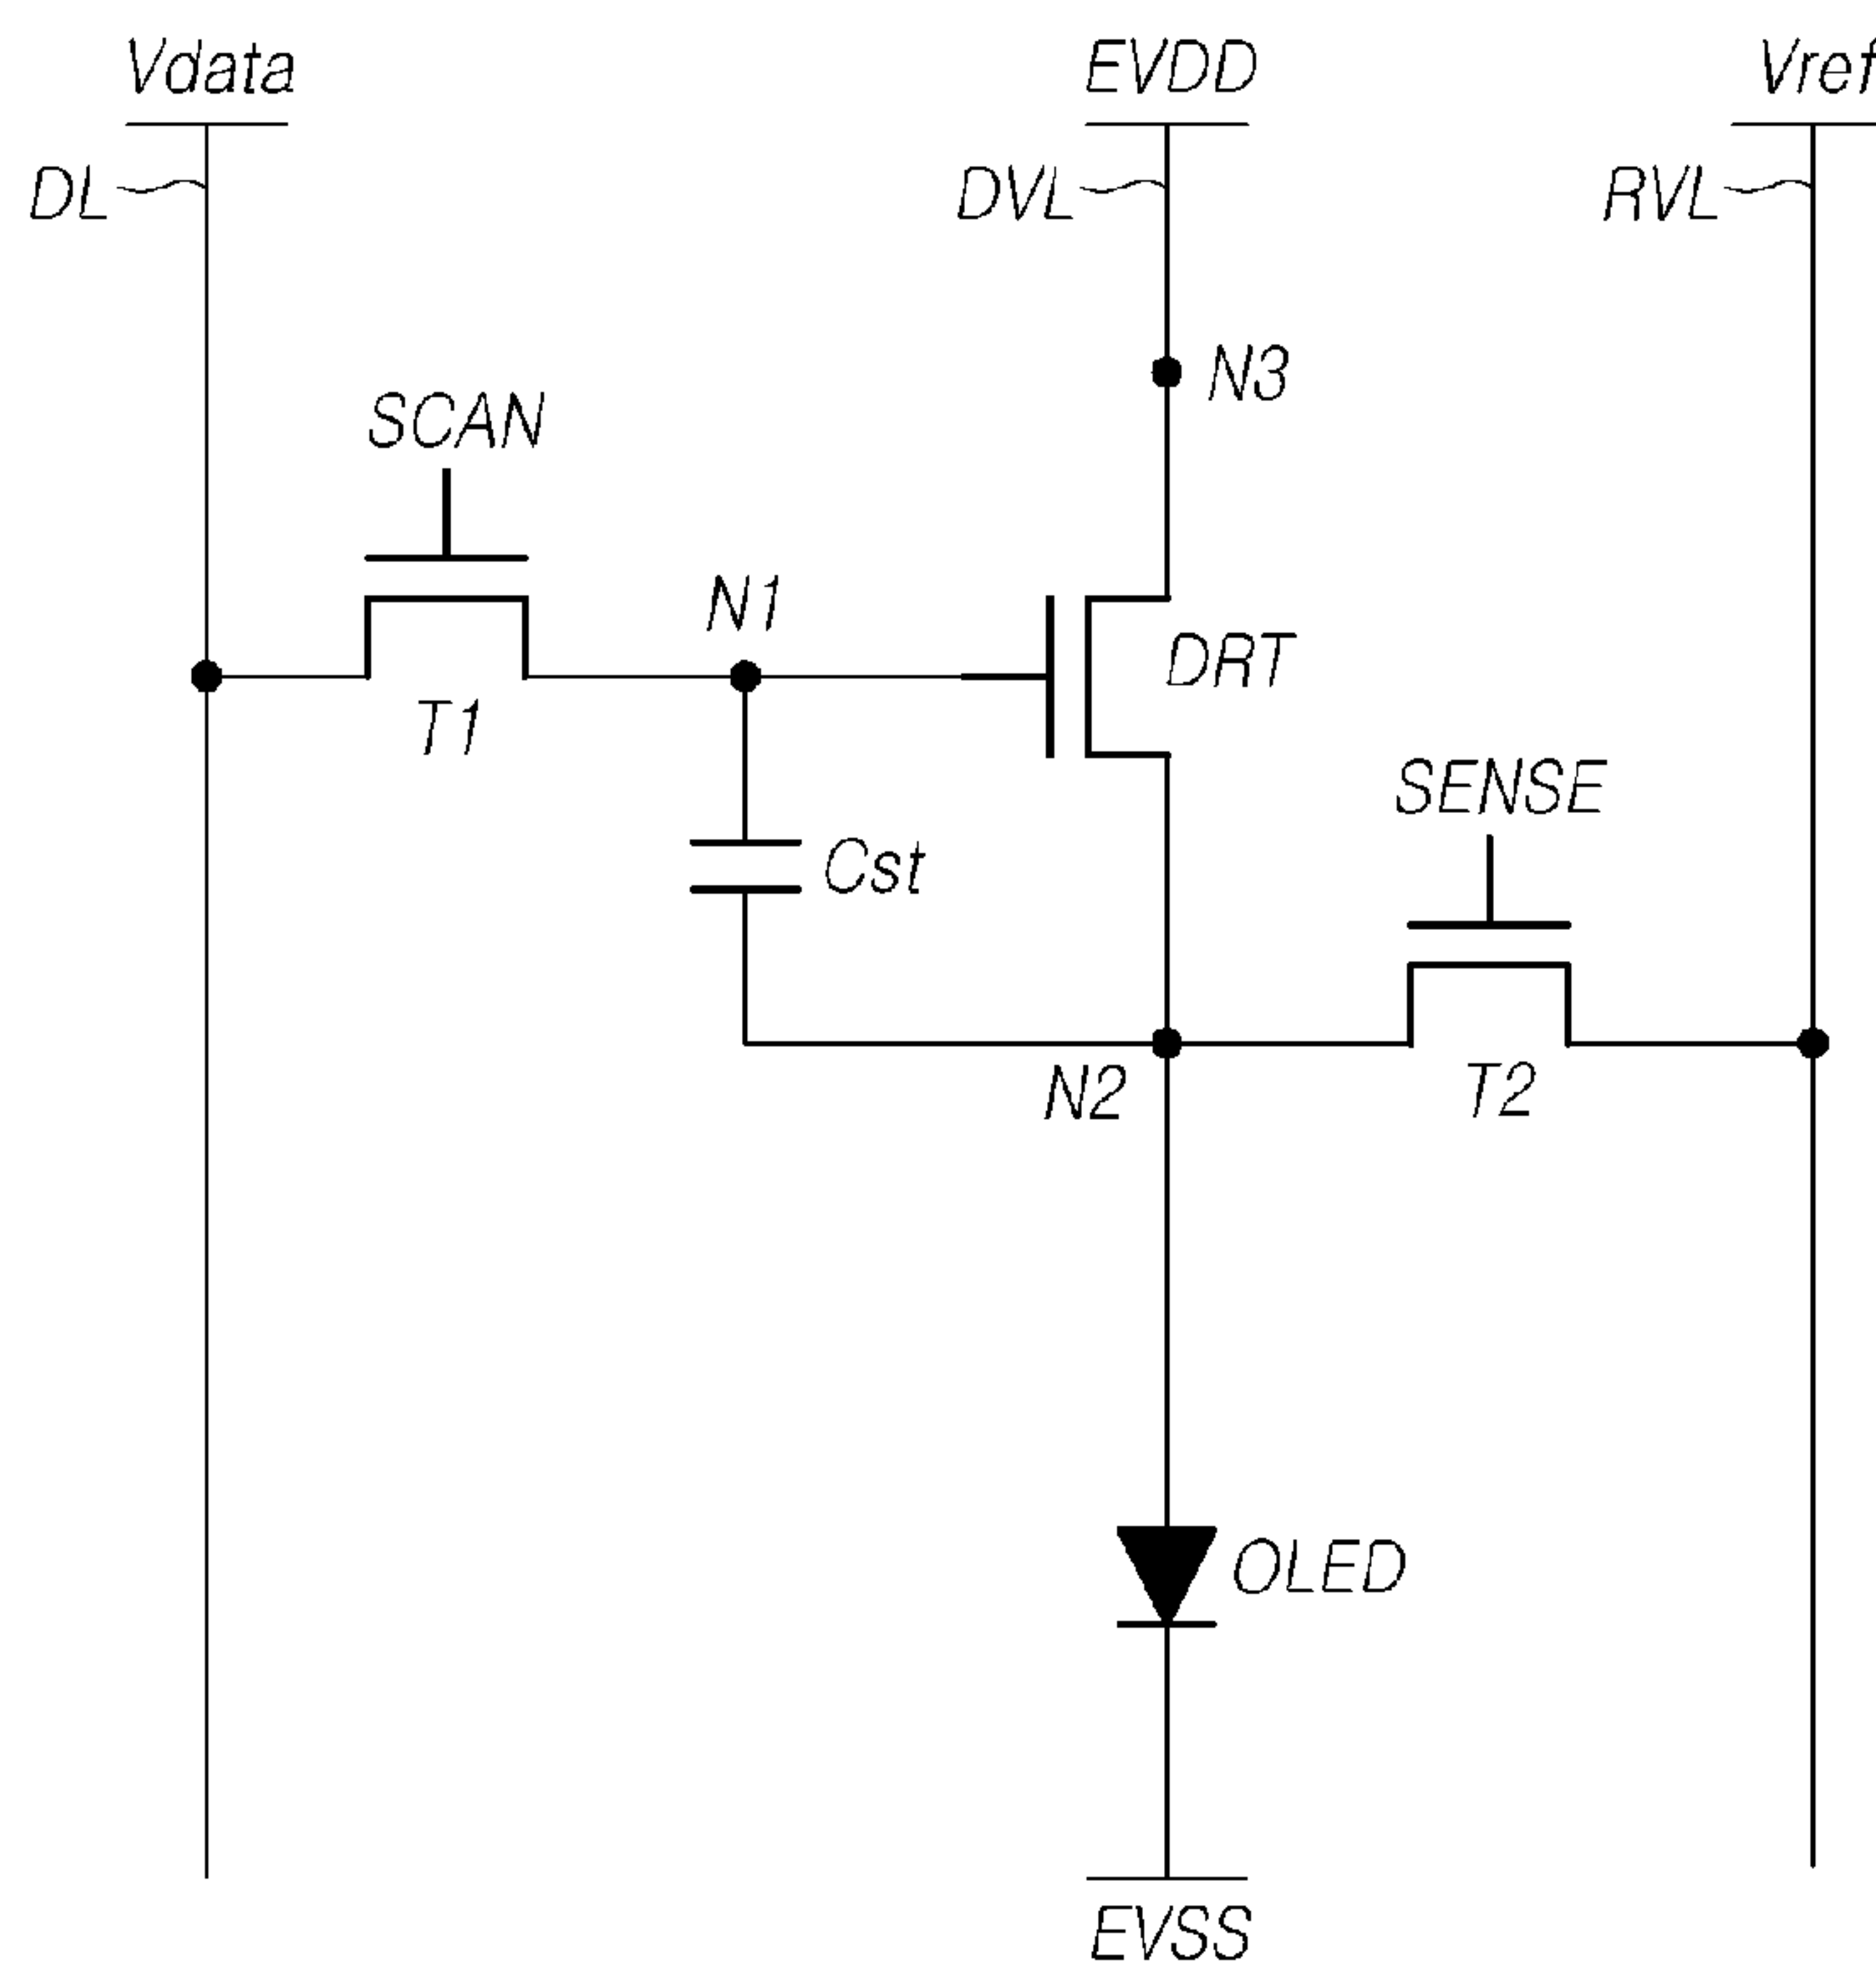 Vdata
EVDD
Vref
DL
DVL
RVL
N3
SCAN
N1
DRT
T1
SENSE
Cst
N2
T2
OLED
EVSS